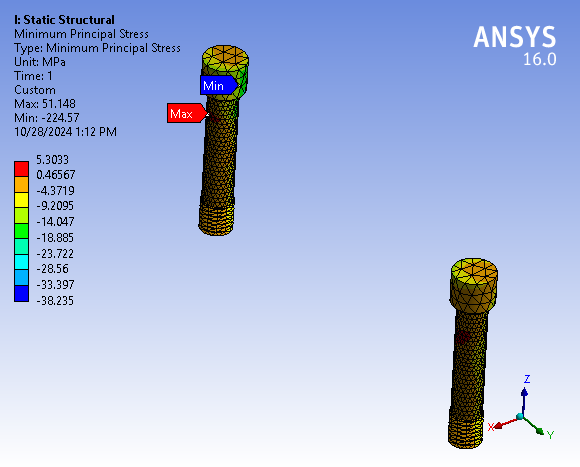 I: Static Structural
Minimum Principal Stress
Type: Minimum Principal Stress
Unit: MPa
Time: 1
Custom
Max: 51.148
Min: -224.57
10/28/2024 1:12 PM
ANSYS
16.0
Min
Max
5.3033
0.46567
-4.3719
-9.2095
-14.047
-18.885
-23.722
-28.56
-33.397
-38.235
Z
X
Y